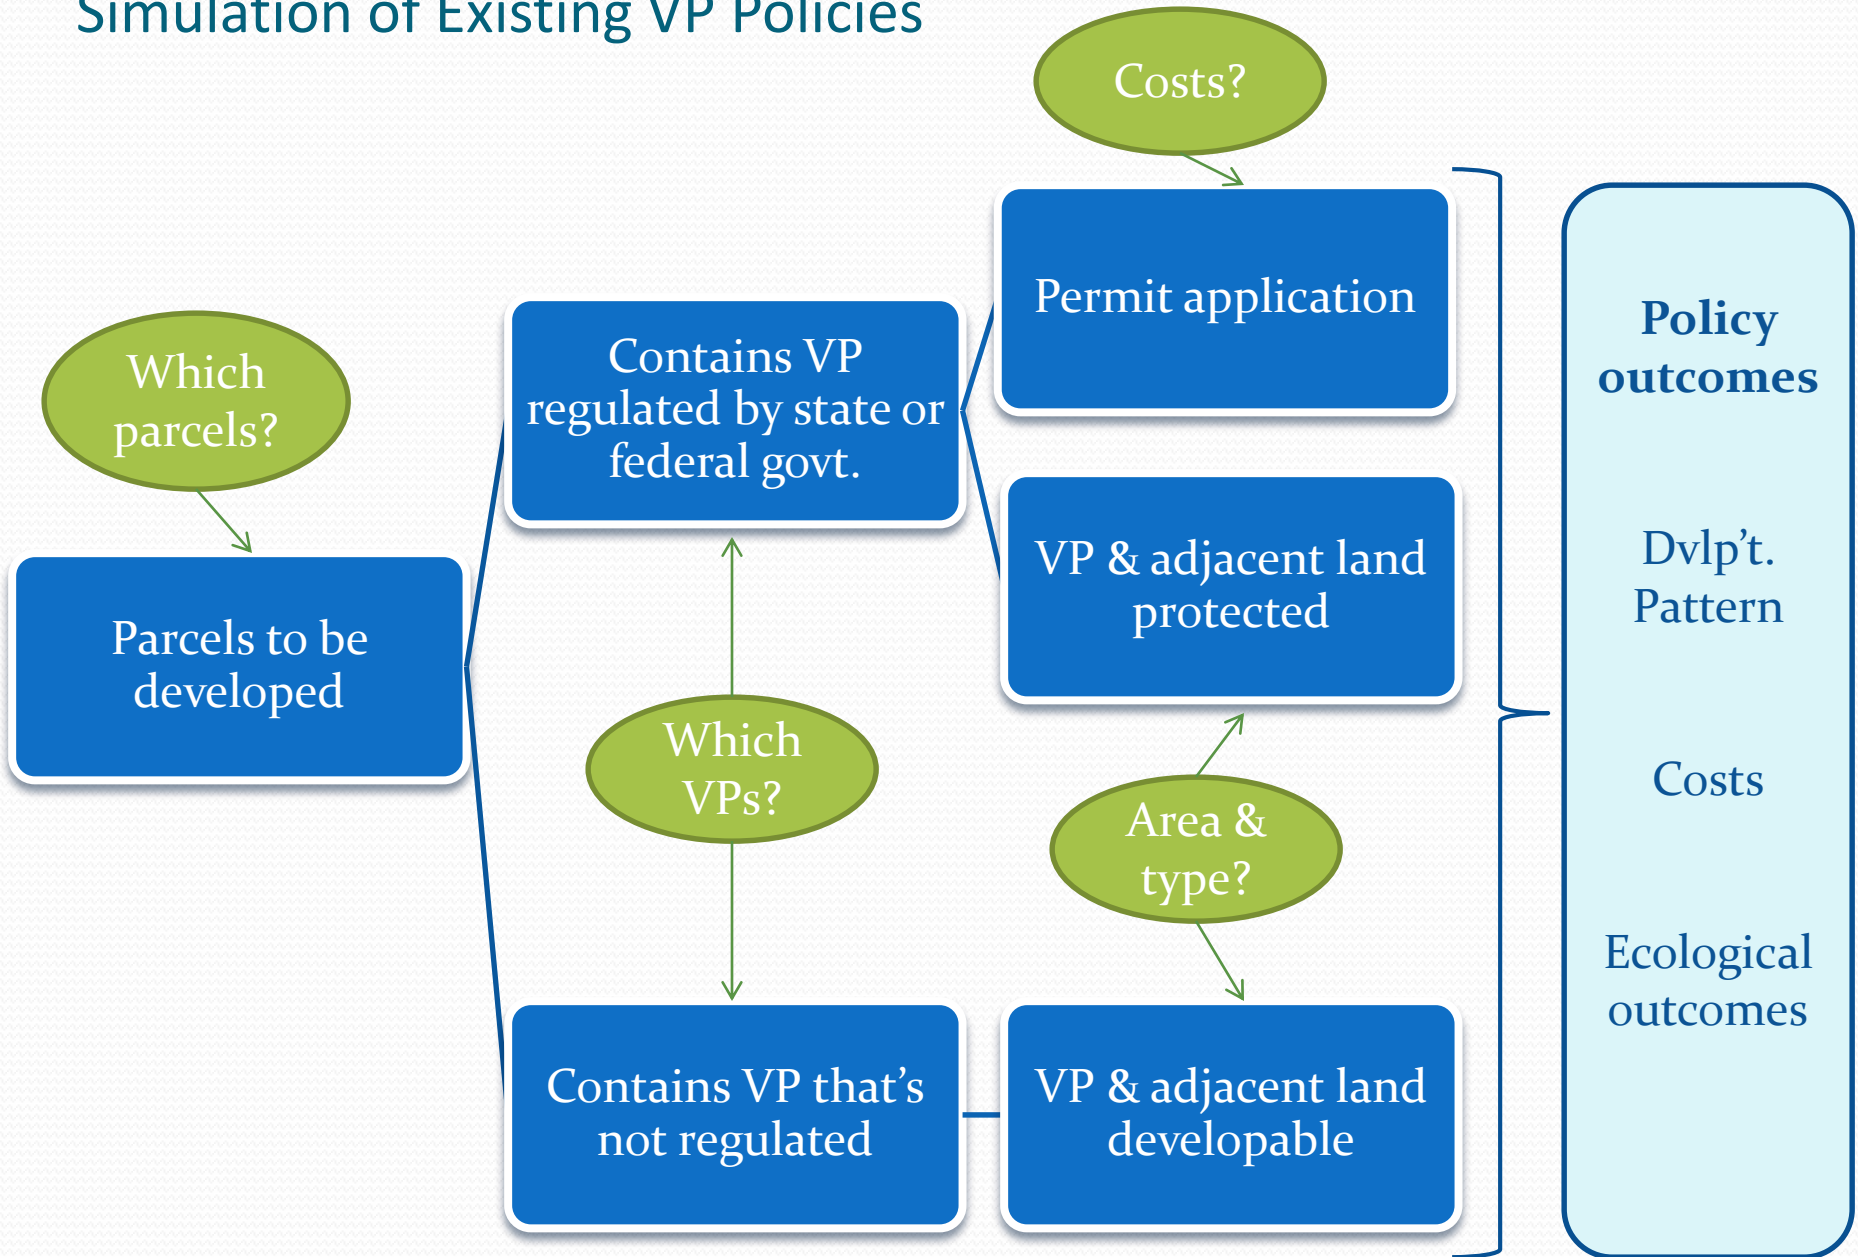 Simulation of Existing VP Policies
Costs?
Permit application
Which
parcels?
Contains VP
regulated by state or
federal govt.
VP & adjacent land
protected
Parcels to be
developed
Which
VPs?
Area &
type?
Contains VP that's
not regulated
VP & adjacent land
developable
Policy
outcomes
Dvlp't.
Pattern
Costs
Ecological
outcomes